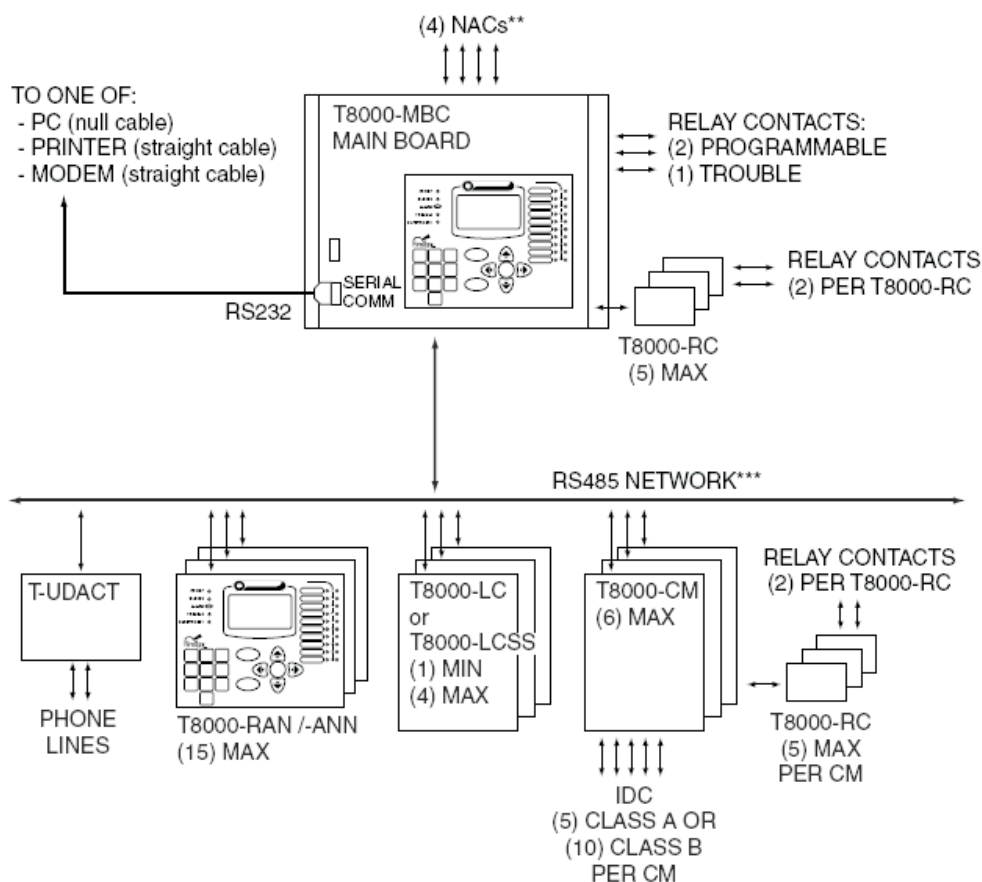 (4) NACs**
TO ONE OF:
- PC (null cable)
- PRINTER (straight cable)
- MODEM (straight cable)
T8000-MBC
MAIN BOARD
RELAY CONTACTS:
(2) PROGRAMMABLE
(1) TROUBLE
SERIAL
COMM
RS232
RELAY CONTACTS
(2) PER T8000-RC
T8000-RC
(5) MAX
RS485 NETWORK***
T-UDACT
PHONE
LINES
T8000-RAN /-ANN
(15) MAX
T8000-LC
or
T8000-LCSS
(1) MIN
(4) MAX
T8000-CM
(6) MAX
RELAY CONTACTS
(2) PER T8000-RC
T8000-RC
(5) MAX
PER CM
IDC
(5) CLASS A OR
(10) CLASS B
PER CM